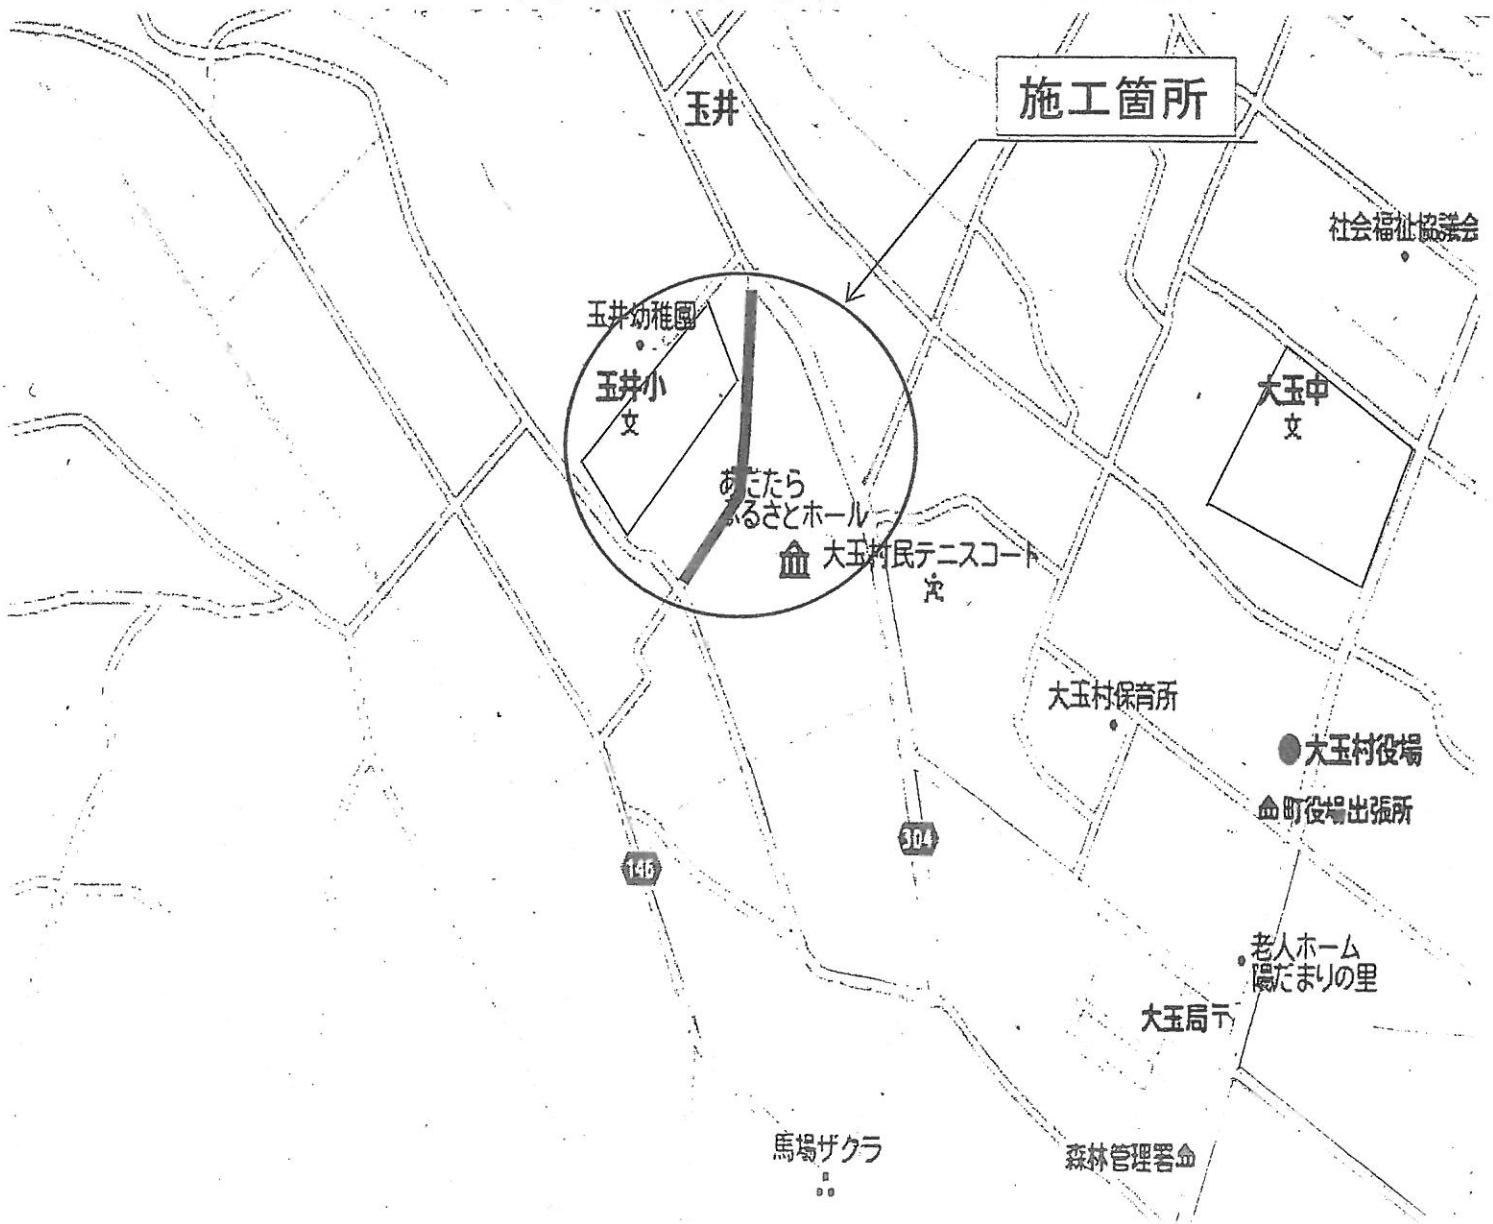 玉井
施工箇所
社会福祉協議会
玉井幼稚園
玉井小
文
大玉中
文
あだたら
ふるさとホール
大玉村民テニスコート
大玉村保育所
大玉村役場
町役場出張所
304
146
老人ホーム
陽だまりの里
大玉局〒
馬場ザクラ
森林管理署